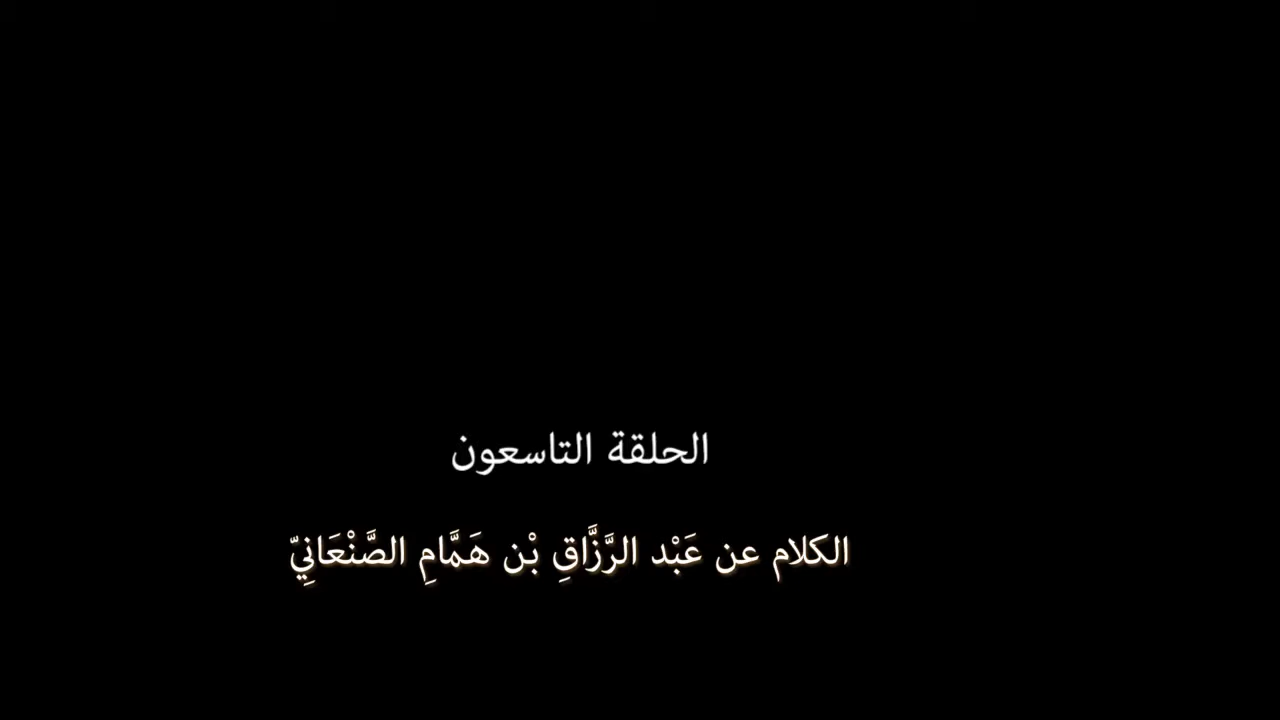 الحلقة التاسعون
الكلام عن عَبْد الرَّزَّاقِ بْن هَمَّامِ الصَّنْعَانِيّ